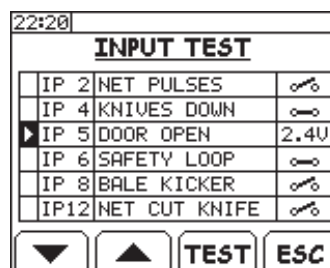 22:20
INPUT TEST
IP 2 NET PULSES
IP 4 KNIVES DOWN
IP 5 DOOR OPEN 2.4V
IP 6 SAFETY LOOP
IP 8 BALE KICKER
IP12 NET CUT KNIFE
TEST ESC